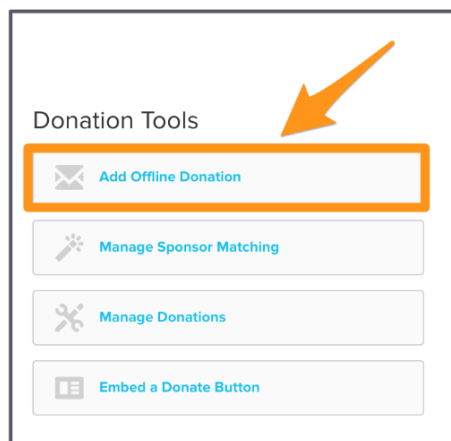 Donation Tools
Add Offline Donation
Manage Sponsor Matching
Manage Donations
Embed a Donate Button